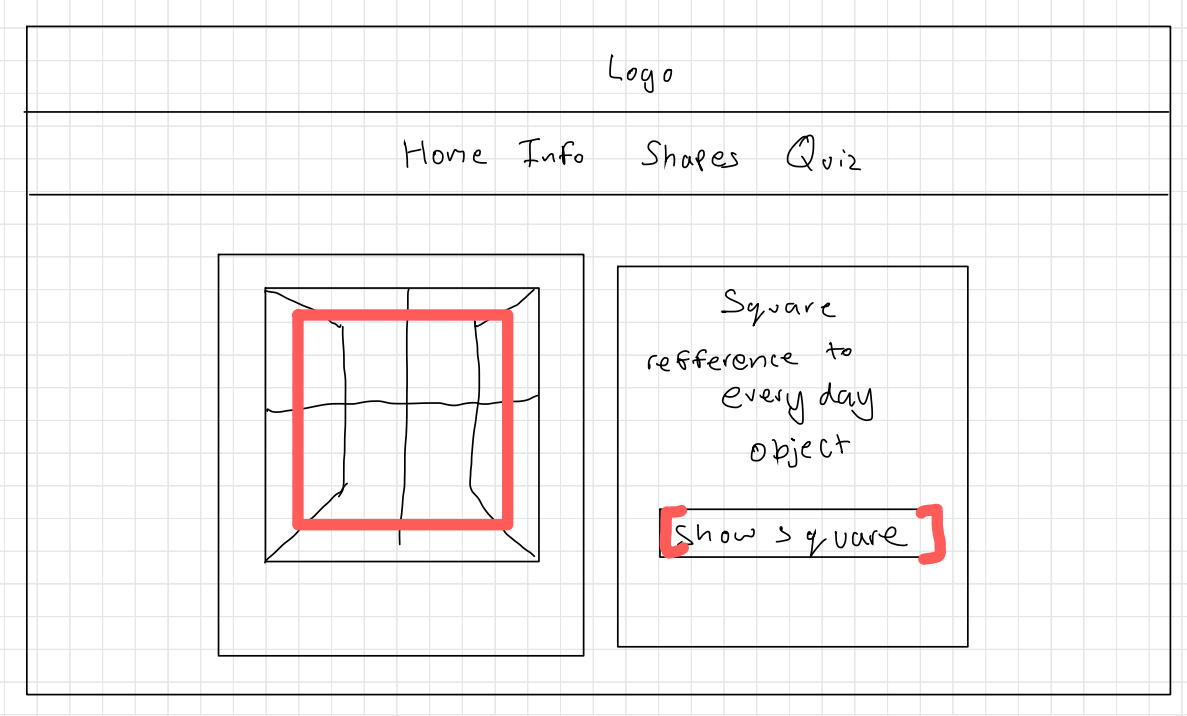 Logo
Home Info Shapes Quiz
Square
refference to
every day
object
show square